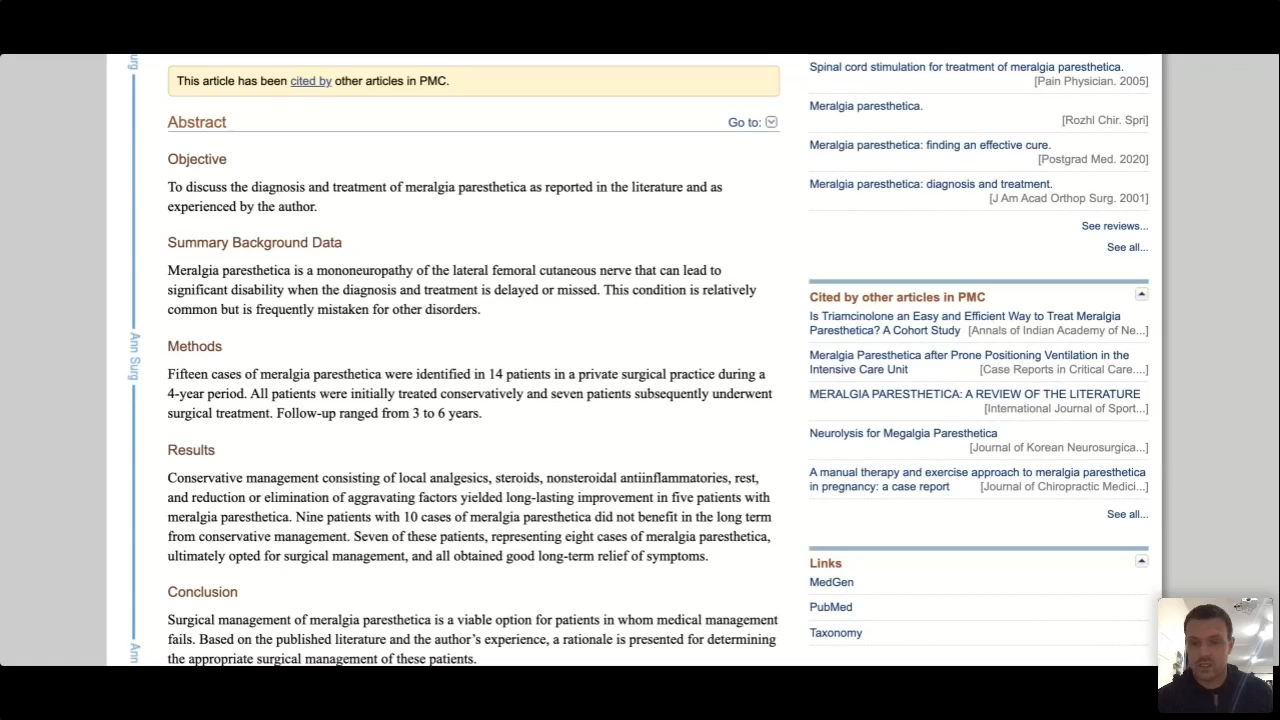 urg
This article has been cited by other articles in PMC.
Abstract
Go to:
Objective
To discuss the diagnosis and treatment of meralgia paresthetica as reported in the literature and as
experienced by the author.
Summary Background Data
Meralgia paresthetica is a mononeuropathy of the lateral femoral cutaneous nerve that can lead to
significant disability when the diagnosis and treatment is delayed or missed. This condition is relatively
common but is frequently mistaken for other disorders.
Methods
Ann Surg
Fifteen cases of meralgia paresthetica were identified in 14 patients in a private surgical practice during a
4-year period. All patients were initially treated conservatively and seven patients subsequently underwent
surgical treatment. Follow-up ranged from 3 to 6 years.
Results
Conservative management consisting of local analgesics, steroids, nonsteroidal antiinflammatories, rest,
and reduction or elimination of aggravating factors yielded long-lasting improvement in five patients with
meralgia paresthetica. Nine patients with 10 cases of meralgia paresthetica did not benefit in the long term
from conservative management. Seven of these patients, representing eight cases of meralgia paresthetica,
ultimately opted for surgical management, and all obtained good long-term relief of symptoms.
Conclusion
Surgical management of meralgia paresthetica is a viable option for patients in whom medical management
fails. Based on the published literature and the author's experience, a rationale is presented for determining
the appropriate surgical management of these patients.
Ann
Spinal cord stimulation for treatment of meralgia paresthetica.
[Pain Physician. 2005]
Meralgia paresthetica.
[Rozhl Chir. Spri]
Meralgia paresthetica: finding an effective cure.
[Postgrad Med. 2020]
Meralgia paresthetica: diagnosis and treatment.
[J Am Acad Orthop Surg. 2001]
See reviews...
See all...
Cited by other articles in PMC
Is Triamcinolone an Easy and Efficient Way to Treat Meralgia
Paresthetica? A Cohort Study [Annals of Indian Academy of Ne...]
Meralgia Paresthetica after Prone Positioning Ventilation in the
Intensive Care Unit [Case Reports in Critical Care....]
MERALGIA PARESTHETICA: A REVIEW OF THE LITERATURE
[International Journal of Sport...]
Neurolysis for Megalgia Paresthetica
[Journal of Korean Neurosurgica...]
A manual therapy and exercise approach to meralgia paresthetica
in pregnancy: a case report [Journal of Chiropractic Medici...]
See all...
Links
MedGen
PubMed
Taxonomy